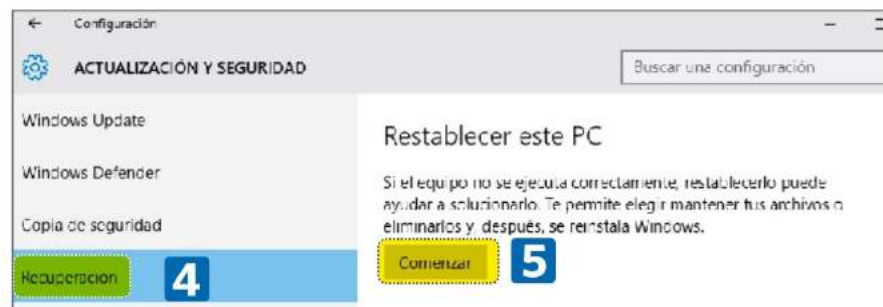 Configuración
ACTUALIZACIÓN Y SEGURIDAD
Buscar una configuración
Windows Update
Windows Defender
Copia de seguridad
Recuperación
4
Restablecer este PC
Si el equipo no se ejecuta correctamente, restablecerlo puede
ayudar a solucionarlo. Te permite elegir mantener tus archivos o
eliminarlos y, después, se reinstala Windows.
Comenzar
5